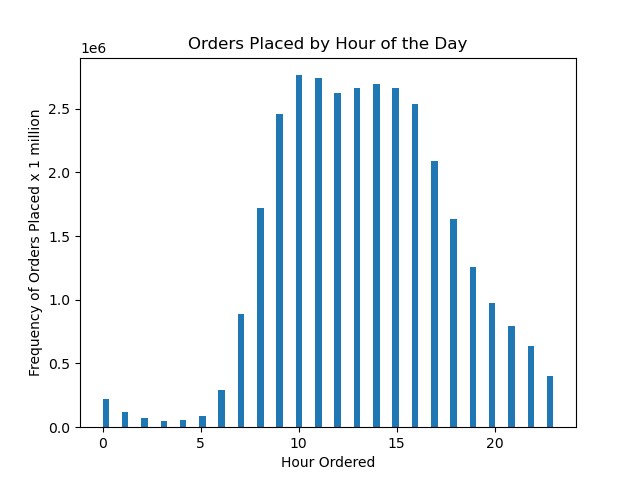 Orders Placed by Hour of the Day
1e6
Frequency of Orders Placed x 1 million
2.5
2.0
1.5
1.0
0.5
0.0
0 5 10 15 20
Hour Ordered